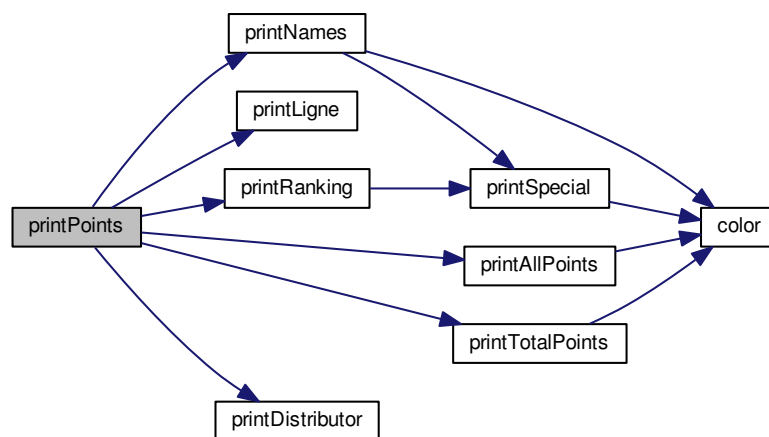 printNames
printLigne
printRanking
printSpecial
printPoints
color
printAllPoints
printTotalPoints
printDistributor